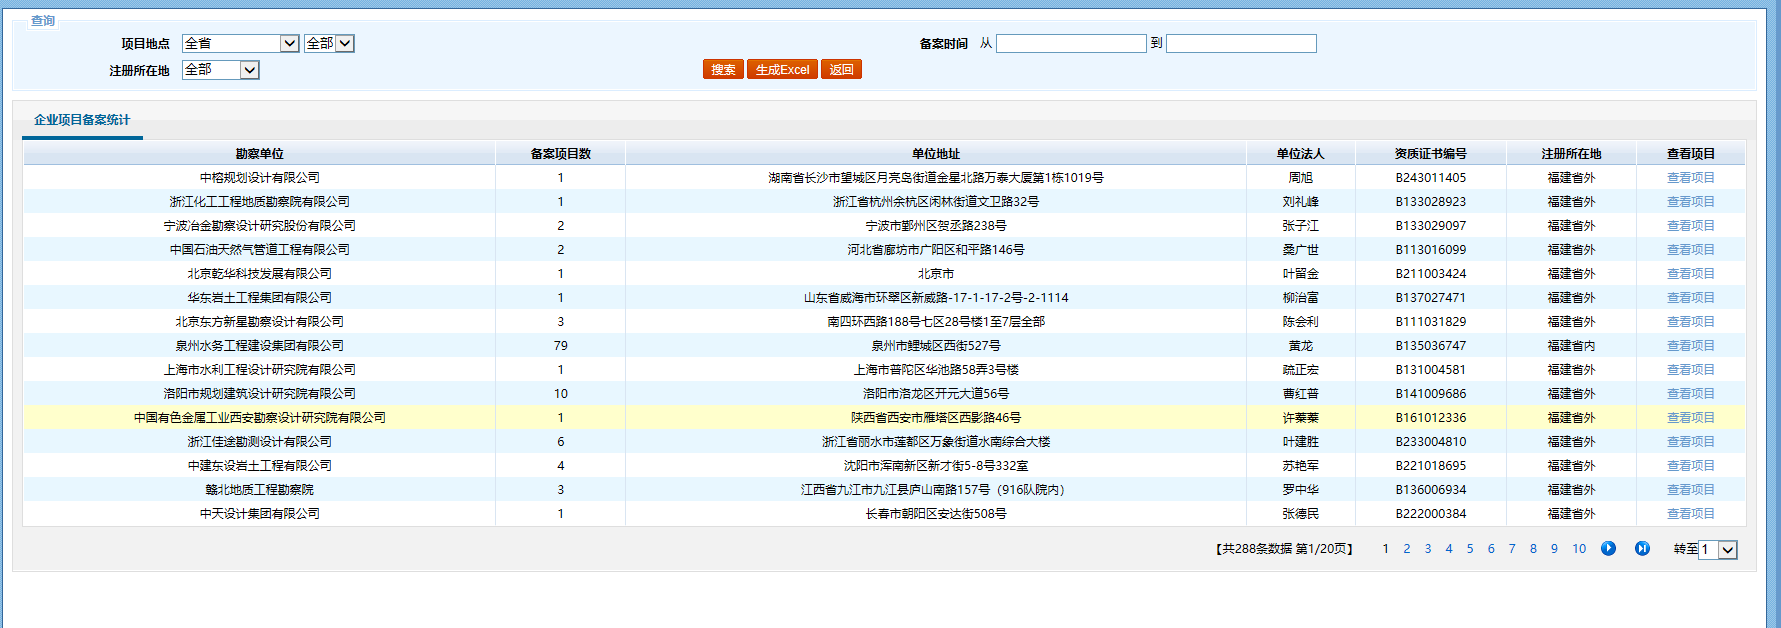 查询
项目地点 全省 全部 备案时间 从 到
注册所在地 全部 搜索 生成Excel 返回
企业项目备案统计
勘察单位 备案项目数 单位地址 单位法人 资质证书编号 注册所在地 查看项目
中榕规划设计有限公司 1 湖南省长沙市望城区月亮岛街道金星北路万泰大厦第1栋1019号 周旭 B243011405 福建省外 查看项目
浙江化工工程地质勘察院有限公司 1 浙江省杭州余杭区闲林街道文卫路32号 刘礼峰 B133028923 福建省外 查看项目
宁波冶金勘察设计研究股份有限公司 2 宁波市鄞州区贺丞路238号 张子江 B133029097 福建省外 查看项目
中国石油天然气管道工程有限公司 2 河北省廊坊市广阳区和平路146号 桑广世 B113016099 福建省外 查看项目
北京乾华科技发展有限公司 1 北京市 叶留金 B211003424 福建省外 查看项目
华东岩土工程集团有限公司 1 山东省威海市环翠区新威路-17-1-17-2号-2-1114 柳治富 B137027471 福建省外 查看项目
北京东方新星勘察设计有限公司 3 南四环西路188号七区28号楼1至7层全部 陈会利 B111031829 福建省外 查看项目
泉州水务工程建设集团有限公司 79 泉州市鲤城区西街527号 黄龙 B135036747 福建省内 查看项目
上海市水利工程设计研究院有限公司 1 上海市普陀区华池路58弄3号楼 疏正宏 B131004581 福建省外 查看项目
洛阳市规划建筑设计研究院有限公司 10 洛阳市洛龙区开元大道56号 曹红普 B141009686 福建省外 查看项目
中国有色金属工业西安勘察设计研究院有限公司 1 陕西省西安市雁塔区西影路46号 许蓁蓁 B161012336 福建省外 查看项目
浙江佳途勘测设计有限公司 6 浙江省丽水市莲都区万象街道水南综合大楼 叶建胜 B233004810 福建省外 查看项目
中建东设岩土工程有限公司 4 沈阳市浑南新区新才街5-8号332室 苏艳军 B221018695 福建省外 查看项目
赣北地质工程勘察院 3 江西省九江市九江县庐山南路157号（916队院内） 罗中华 B136006934 福建省外 查看项目
中天设计集团有限公司 1 长春市朝阳区安达街508号 张德民 B222000384 福建省外 查看项目
【共288条数据 第1/20页】 1 2 3 4 5 6 7 8 9 10 转至 1